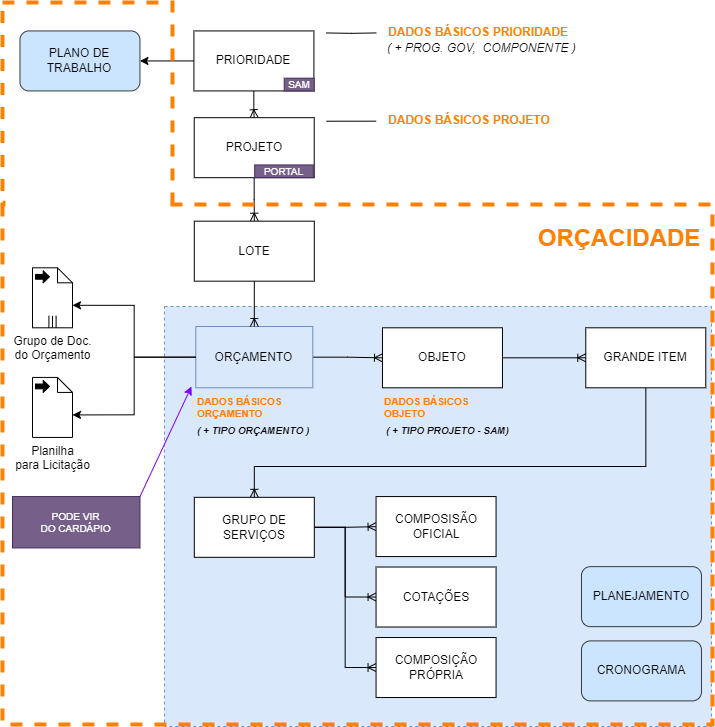 PLANO DE
TRABALHO
PRIORIDADE
SAM
DADOS BÁSICOS PRIORIDADE
( + PROG. GOV, COMPONENTE )
PROJETO
PORTAL
DADOS BÁSICOS PROJETO
ORÇACIDADE
LOTE
Grupo de Doc.
do Orçamento
ORÇAMENTO
OBJETO
GRANDE ITEM
DADOS BÁSICOS
ORÇAMENTO
( + TIPO ORÇAMENTO )
DADOS BÁSICOS
OBJETO
( + TIPO PROJETO - SAM)
Planilha
para Licitação
PODE VIR
DO CARDÁPIO
GRUPO DE
SERVIÇOS
COMPOSISÃO
OFICIAL
COTAÇÕES
COMPOSIÇÃO
PRÓPRIA
PLANEJAMENTO
CRONOGRAMA